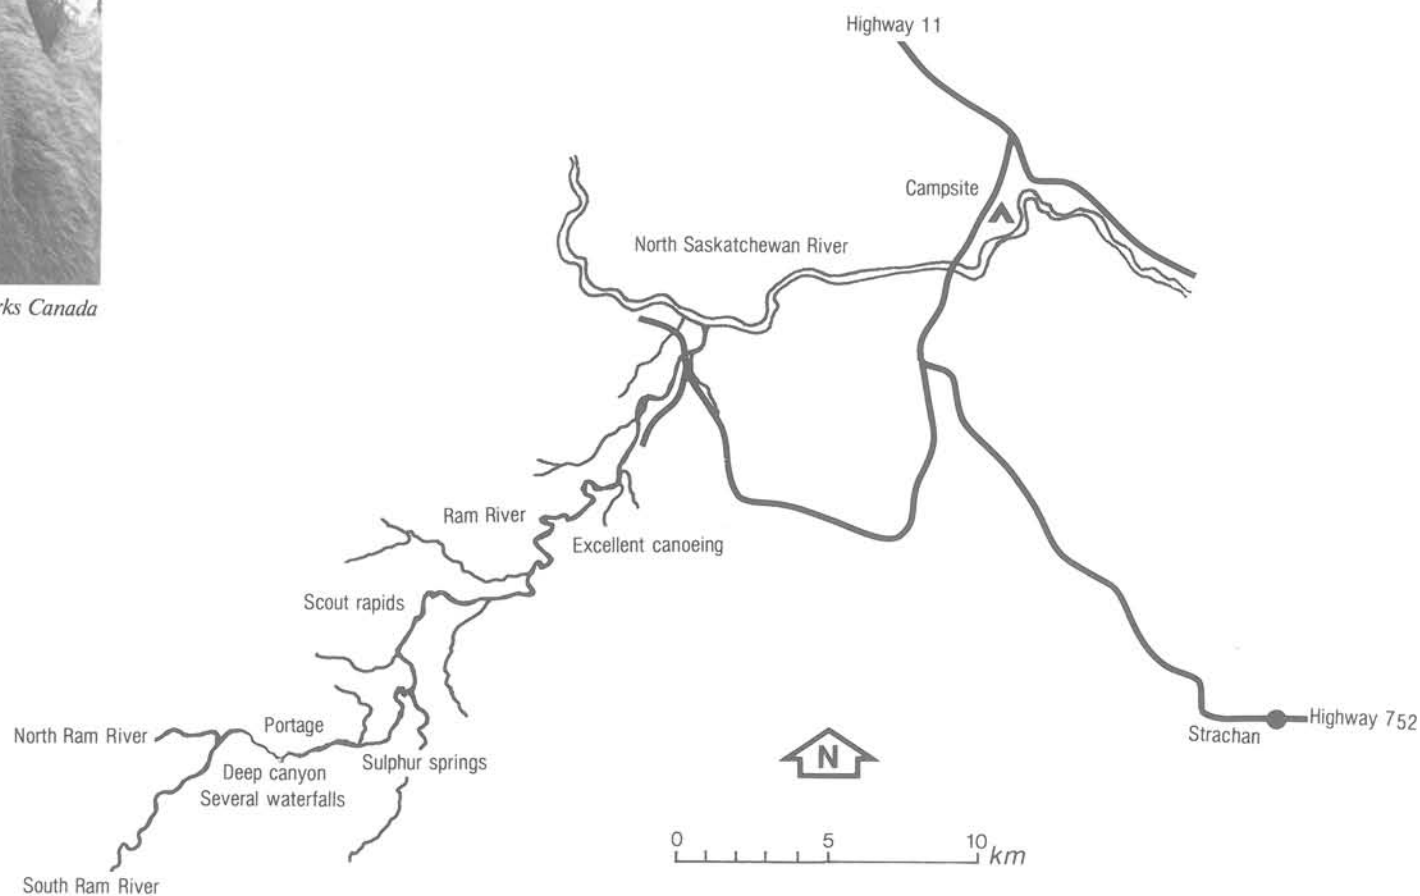 Highway 11
Campsite
North Saskatchewan River
rks Canada
Ram River
Excellent canoeing
Scout rapids
North Ram River
Portage
Deep canyon
Several waterfalls
Sulphur springs
South Ram River
Highway 752
Strachan
N
0 5 10 km